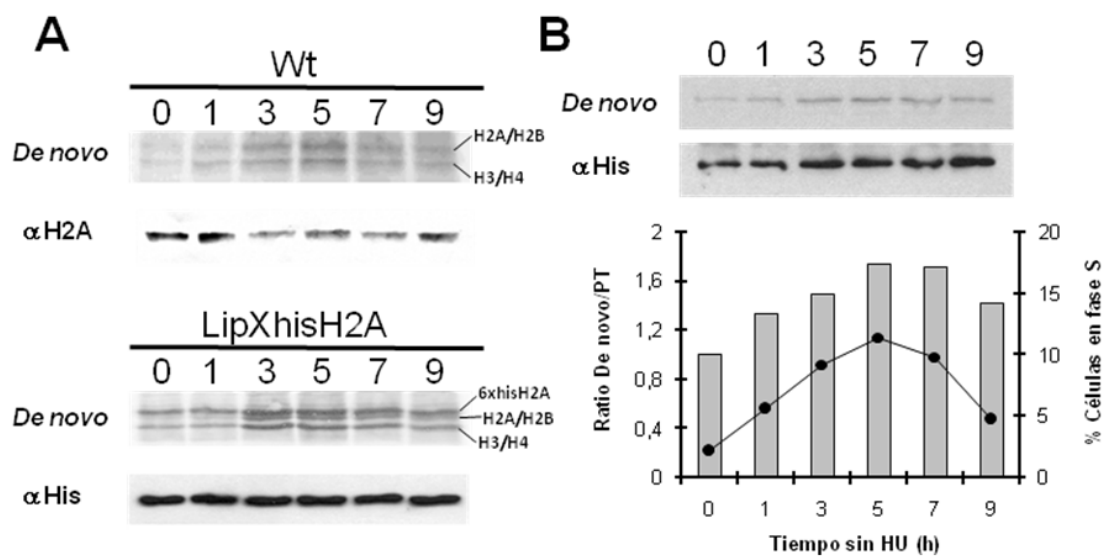 A
Wt
0 1 3 5 7 9
De novo
H2A/H2B
H3/H4
αH2A
LipXhisH2A
0 1 3 5 7 9
De novo
6xhisH2A
H2A/H2B
H3/H4
αHis
B
0 1 3 5 7 9
De novo
αHis
Ratio De novo/PT
2
1,6
1,2
0,8
0,4
0
20
15
10
5
0
% Células en fase S
0 1 3 5 7 9
Tiempo sin HU (h)